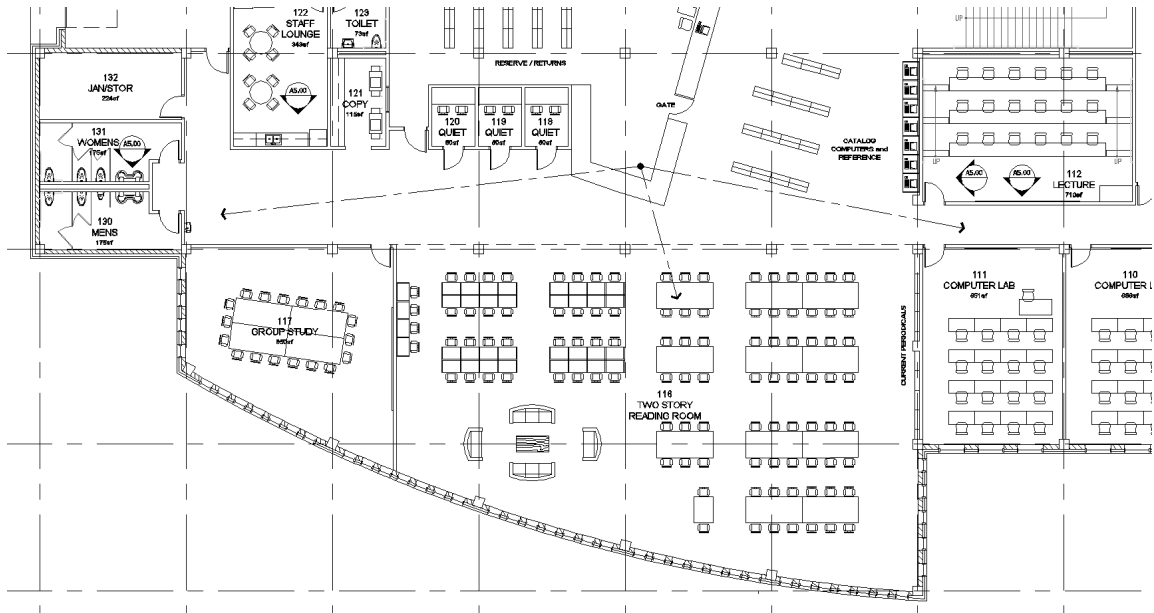 122
STAFF
LOUNGE
123
TOILET
73sf
UP
RESERVE / RETURNS
132
JAN/STOR
224sf
A5.00
121
COPY
115sf
GATE
120
QUIET
60sf
119
QUIET
60sf
118
QUIET
60sf
131
WOMENS
175sf
A5.00
CATALOG
COMPUTERS and
REFERENCE
UP
UP
A5.00
A5.00
112
LECTURE
710sf
130
MENS
175sf
111
COMPUTER LAB
110
COMPUTER L
117
GROUP STUDY
CURRENT PERIODICALS
116
TWO STORY
READING ROOM